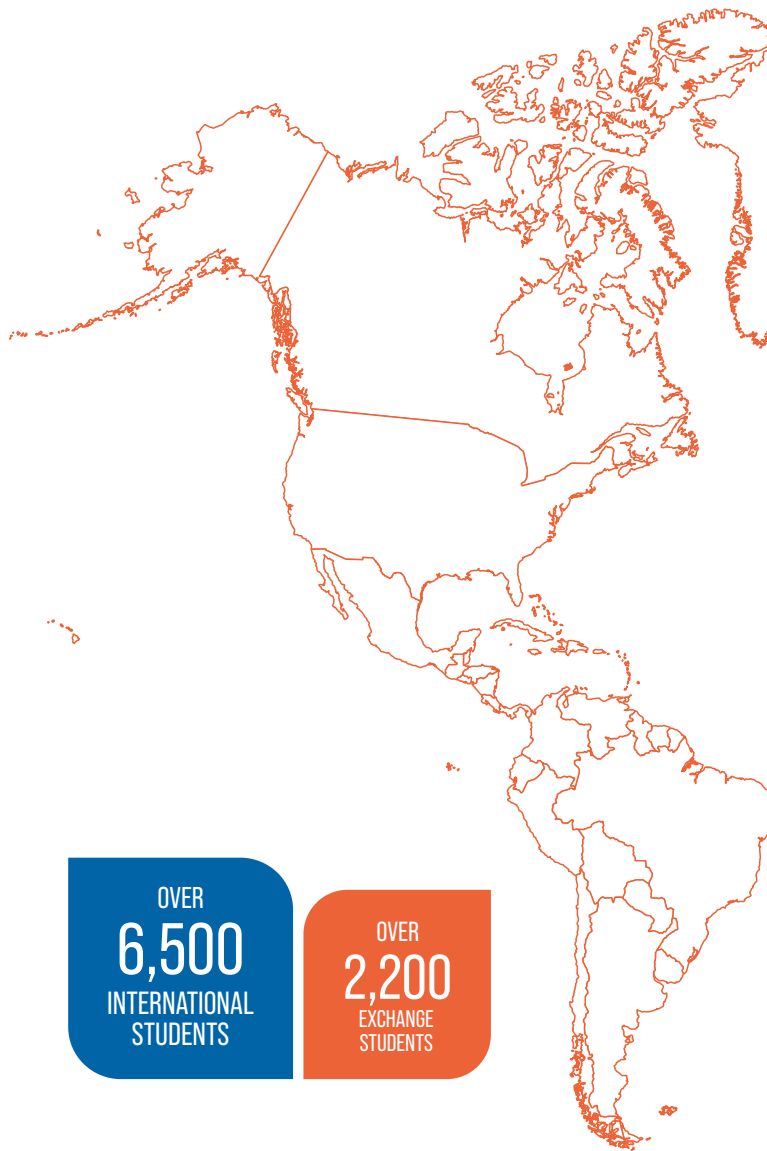 OVER
6,500
INTERNATIONAL
STUDENTS
OVER
2,200
EXCHANGE
STUDENTS